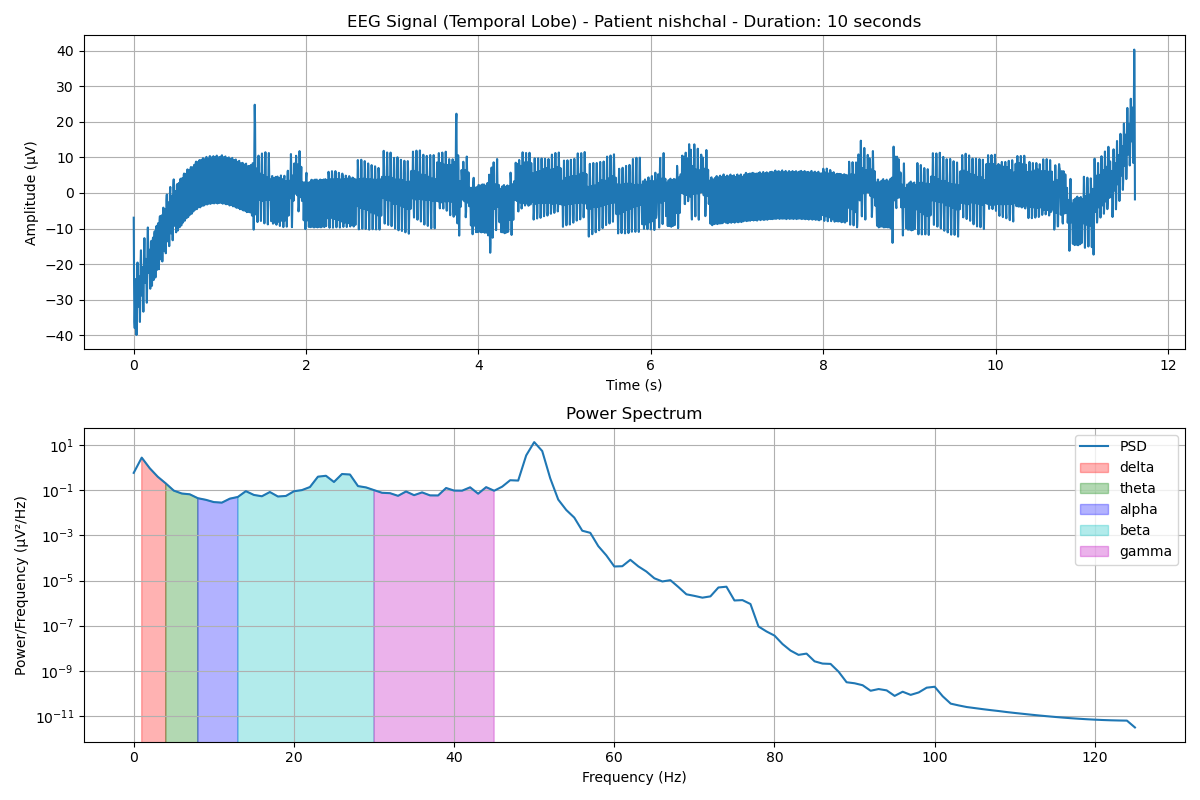 EEG Signal (Temporal Lobe) - Patient nishchal - Duration: 10 seconds
40
30
20
10
0
−10
−20
−30
−40
Amplitude (µV)
0 2 4 6 8 10 12
Time (s)
Power Spectrum
10¹
10⁻¹
10⁻³
10⁻⁵
10⁻⁷
10⁻⁹
10⁻¹¹
Power/Frequency (µV²/Hz)
PSD
delta
theta
alpha
beta
gamma
0 20 40 60 80 100 120
Frequency (Hz)